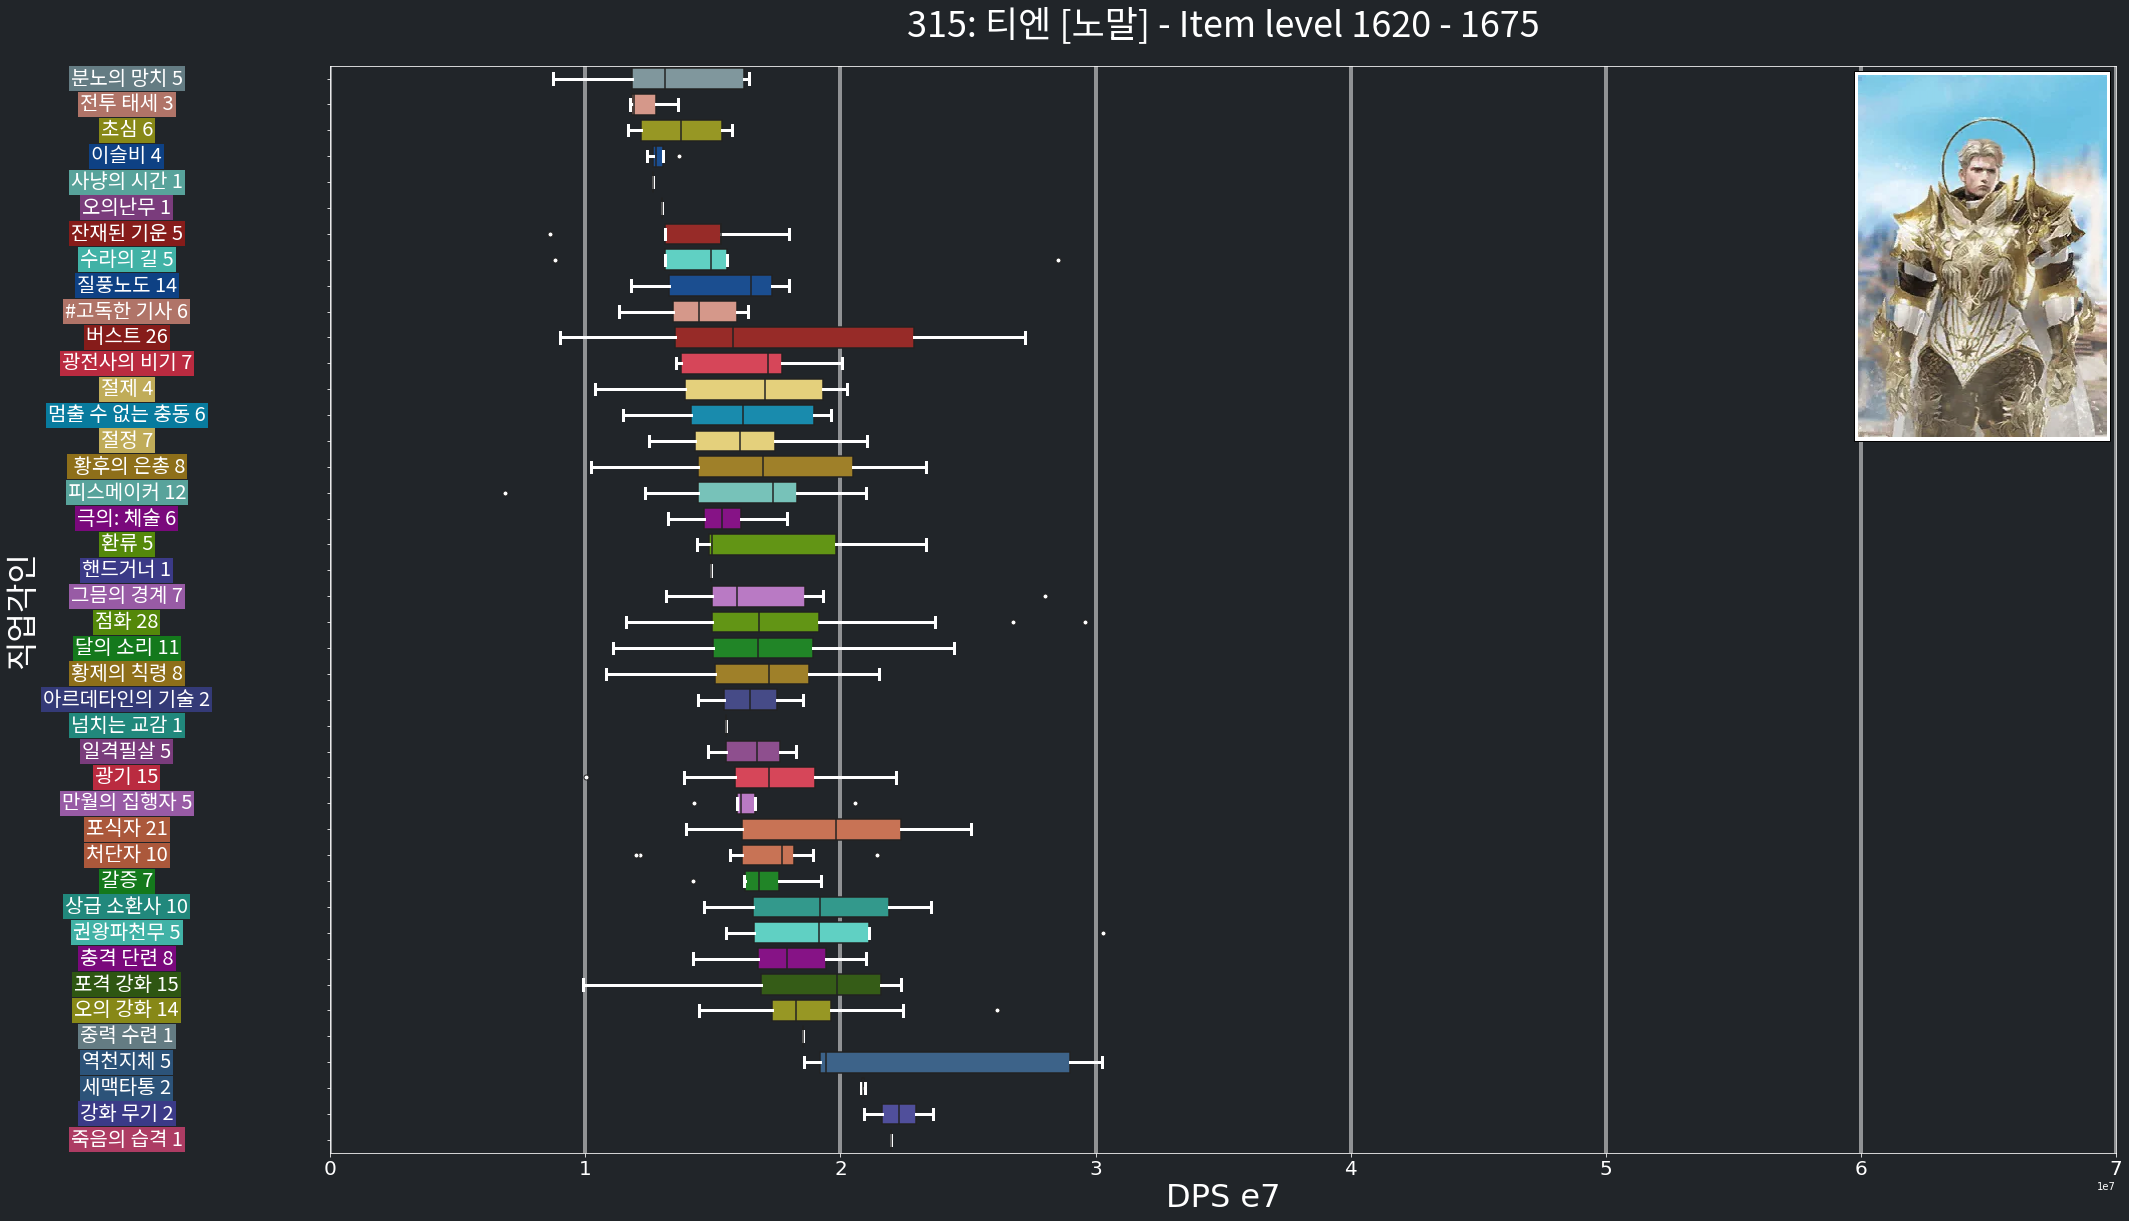 315: 티엔 [노말] - Item level 1620 - 1675
분노의 망치 5
전투 태세 3
초심 6
이슬비 4
사냥의 시간 1
오의난무 1
잔재된 기운 5
수라의 길 5
질풍노도 14
#고독한 기사 6
버스트 26
광전사의 비기 7
절제 4
멈출 수 없는 충동 6
절정 7
황후의 은총 8
피스메이커 12
극의: 체술 6
환류 5
핸드거너 1
그믐의 경계 7
점화 28
달의 소리 11
황제의 칙령 8
아르데타인의 기술 2
넘치는 교감 1
일격필살 5
광기 15
만월의 집행자 5
포식자 21
처단자 10
갈증 7
상급 소환사 10
권왕파천무 5
충격 단련 8
포격 강화 15
오의 강화 14
중력 수련 1
역천지체 5
세맥타통 2
강화 무기 2
죽음의 습격 1
직업각인
0 1 2 3 4 5 6 7
1e7
DPS e7